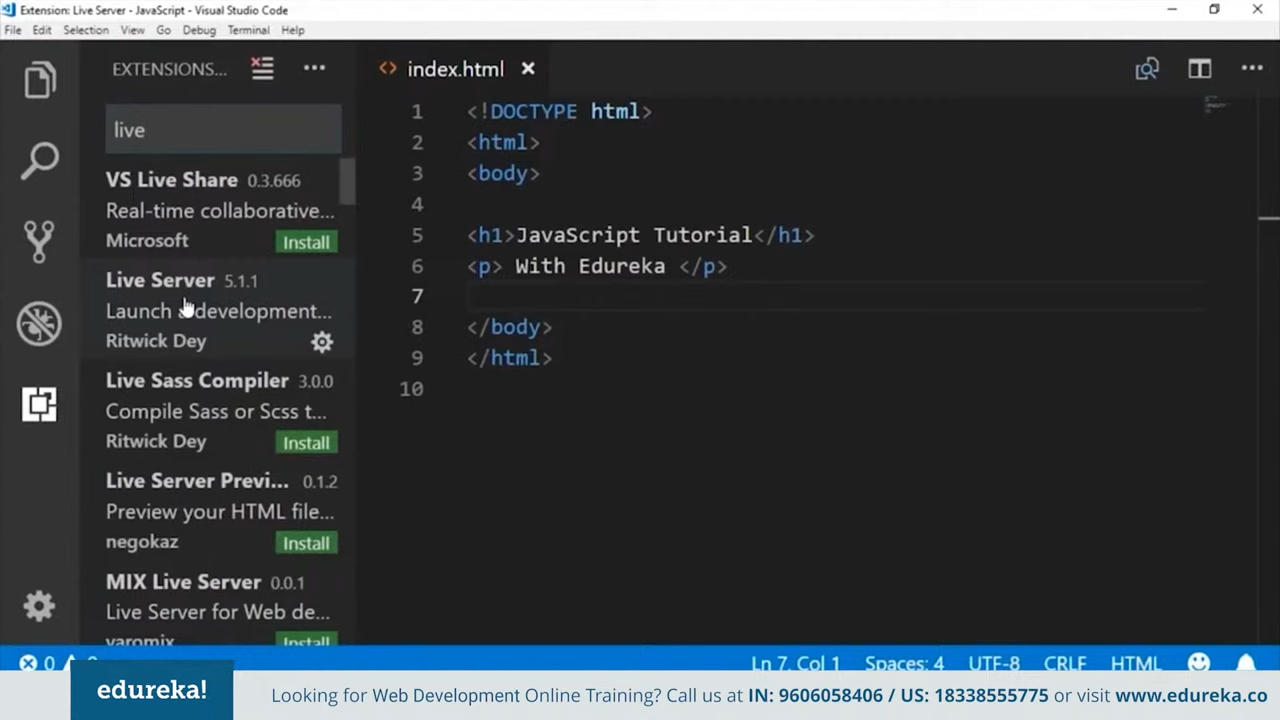 Extension: Live Server - JavaScript - Visual Studio Code
File Edit Selection View Go Debug Terminal Help
EXTENSIONS...
live
VS Live Share 0.3.666
Real-time collaborative...
Microsoft Install
Live Server 5.1.1
Launch a development...
Ritwick Dey
Live Sass Compiler 3.0.0
Compile Sass or Scss t...
Ritwick Dey Install
Live Server Previ... 0.1.2
Preview your HTML file...
negokaz Install
MIX Live Server 0.0.1
Live Server for Web de...
varomix Install
index.html
1 <!DOCTYPE html>
2 <html>
3 <body>
4
5 <h1>JavaScript Tutorial</h1>
6 <p> With Edureka </p>
7
8 </body>
9 </html>
10
0 Ln 7, Col 1 Spaces: 4 UTF-8 CRLF HTML
edureka!
Looking for Web Development Online Training? Call us at IN: 9606058406 / US: 18338555775 or visit www.edureka.co